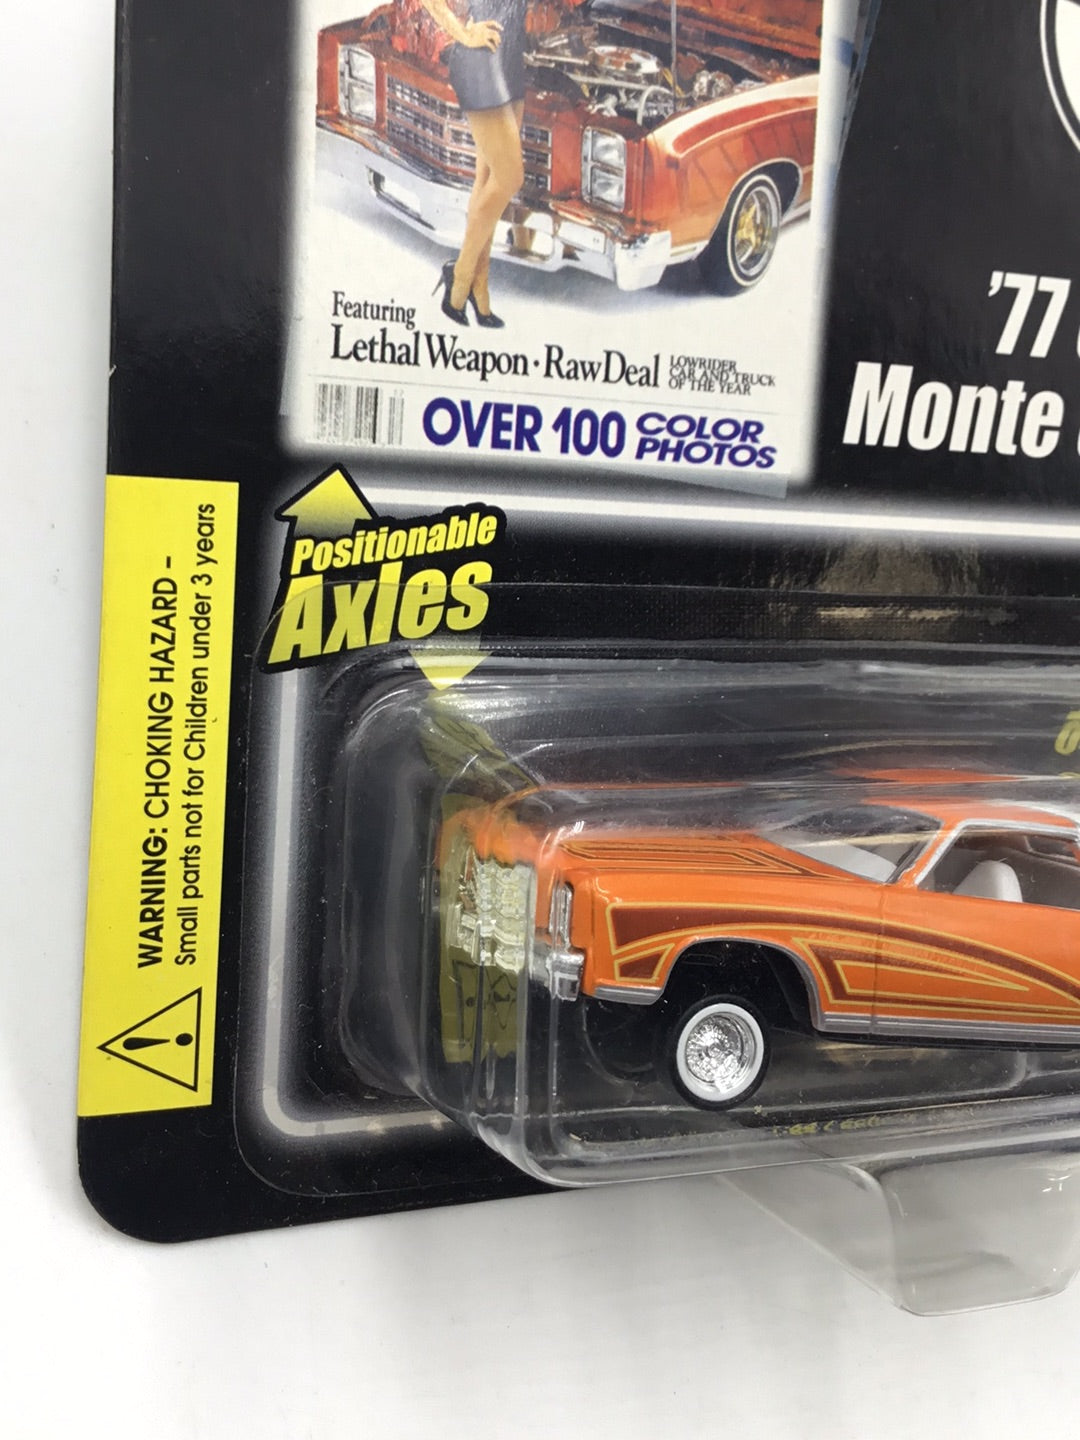 Featuring
Lethal Weapon · Raw Deal
LOWRIDER
CAR AND TRUCK
OF THE YEAR
OVER 100 COLOR
PHOTOS
'77
Monte
Positionable
Axles
WARNING: CHOKING HAZARD –
Small parts not for Children under 3 years